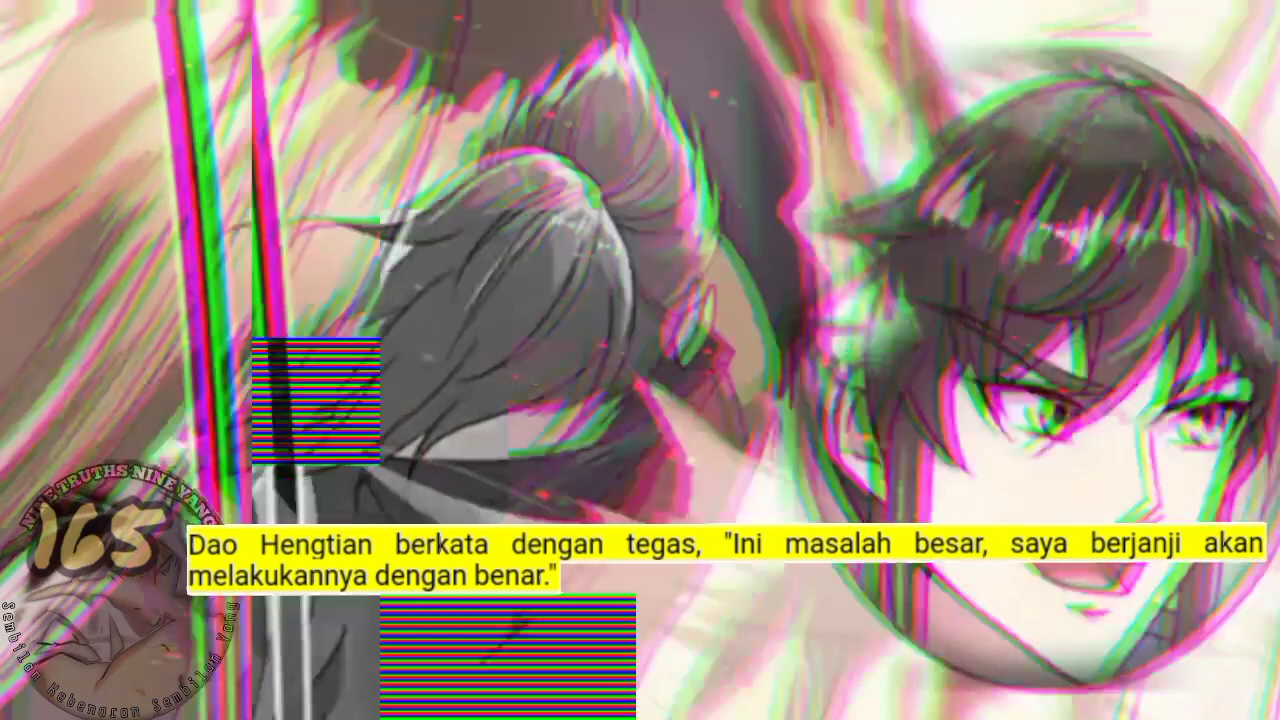 NINE TRUTHS NINE YANG
165
Dao Hengtian berkata dengan tegas, "Ini masalah besar, saya berjanji akan
melakukannya dengan benar."
Sembilan Kebenaran Sembilan Yang